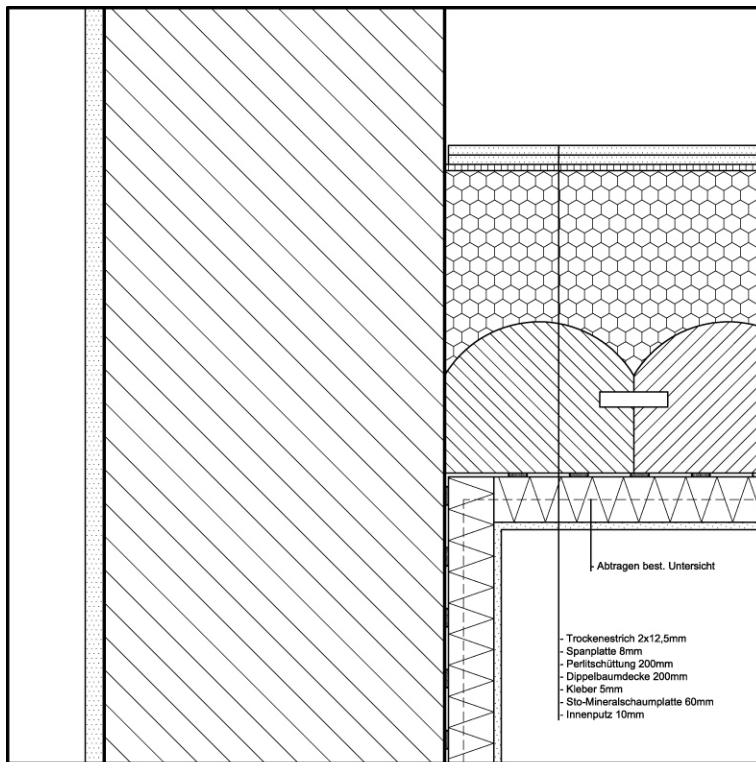 - Abtragen best. Untersicht
- Trockenestrich 2x12,5mm
- Spanplatte 8mm
- Perlitschüttung 200mm
- Dippelbaumdecke 200mm
- Kleber 5mm
- Sto-Mineralschaumplatte 60mm
- Innenputz 10mm